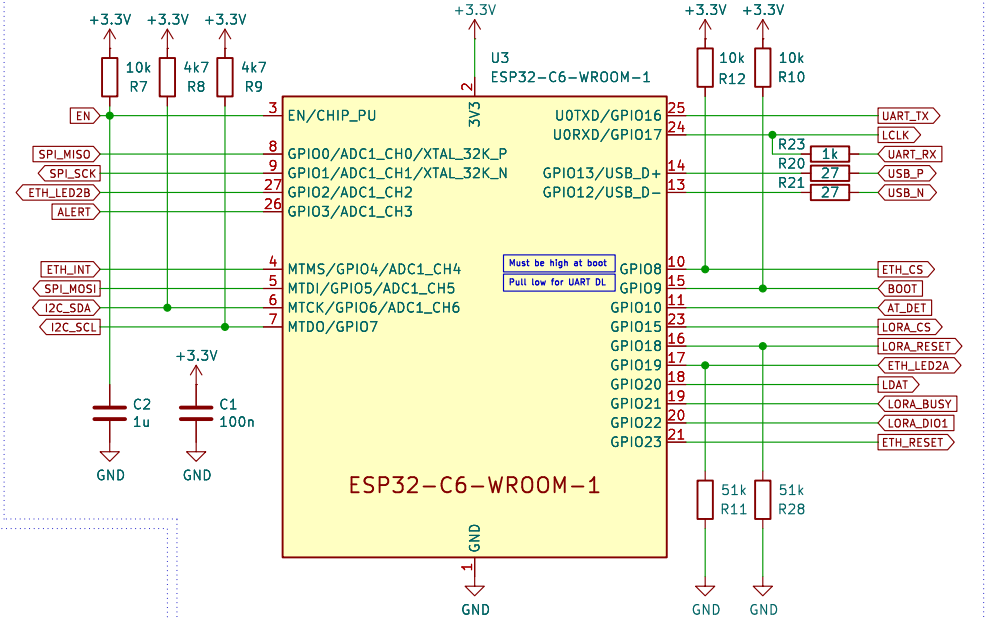 +3.3V
+3.3V
+3.3V
+3.3V
+3.3V
+3.3V
10k
R7
4k7
R8
4k7
R9
U3
ESP32-C6-WROOM-1
10k
R12
10k
R10
EN
3
EN/CHIP_PU
2
3V3
U0TXD/GPIO16
25
UART_TX
U0RXD/GPIO17
24
LCLK
R23
1k
UART_RX
SPI_MISO
8
GPIO0/ADC1_CH0/XTAL_32K_P
SPI_SCK
9
GPIO1/ADC1_CH1/XTAL_32K_N
GPIO13/USB_D+
14
R20
27
USB_P
ETH_LED2B
27
GPIO2/ADC1_CH2
GPIO12/USB_D-
13
R21
27
USB_N
ALERT
26
GPIO3/ADC1_CH3
ETH_INT
4
MTMS/GPIO4/ADC1_CH4
Must be high at boot
GPIO8
10
ETH_CS
SPI_MOSI
5
MTDI/GPIO5/ADC1_CH5
Pull low for UART DL
GPIO9
15
BOOT
I2C_SDA
6
MTCK/GPIO6/ADC1_CH6
GPIO10
11
AT_DET
I2C_SCL
7
MTDO/GPIO7
GPIO15
23
LORA_CS
GPIO18
16
LORA_RESET
GPIO19
17
ETH_LED2A
GPIO20
18
LDAT
GPIO21
19
LORA_BUSY
GPIO22
20
LORA_DIO1
GPIO23
21
ETH_RESET
+3.3V
C2
1u
C1
100n
GND
GND
ESP32-C6-WROOM-1
51k
R11
51k
R28
GND
1
GND
GND
GND